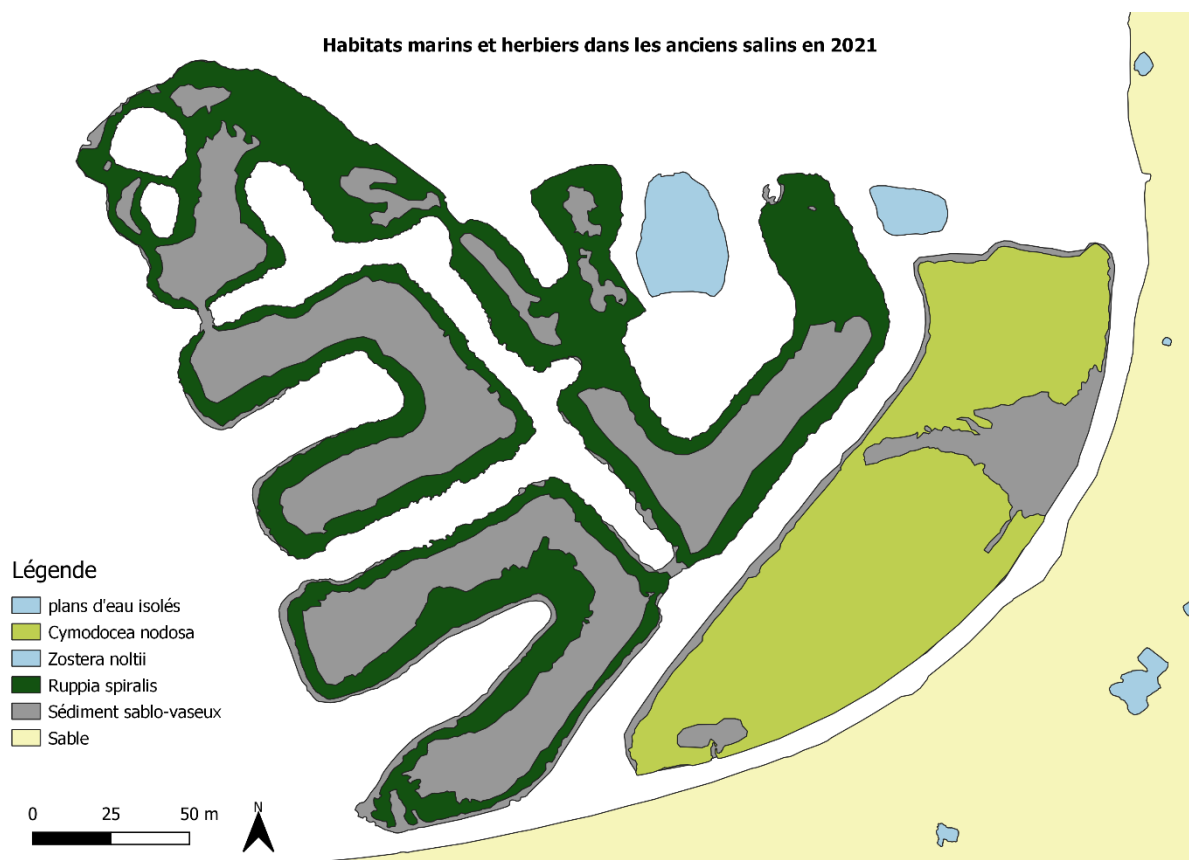 Habitats marins et herbiers dans les anciens salins en 2021
Légende
plans d'eau isolés
Cymodocea nodosa
Zostera noltii
Ruppia spiralis
Sédiment sablo-vaseux
Sable
0 25 50 m
N